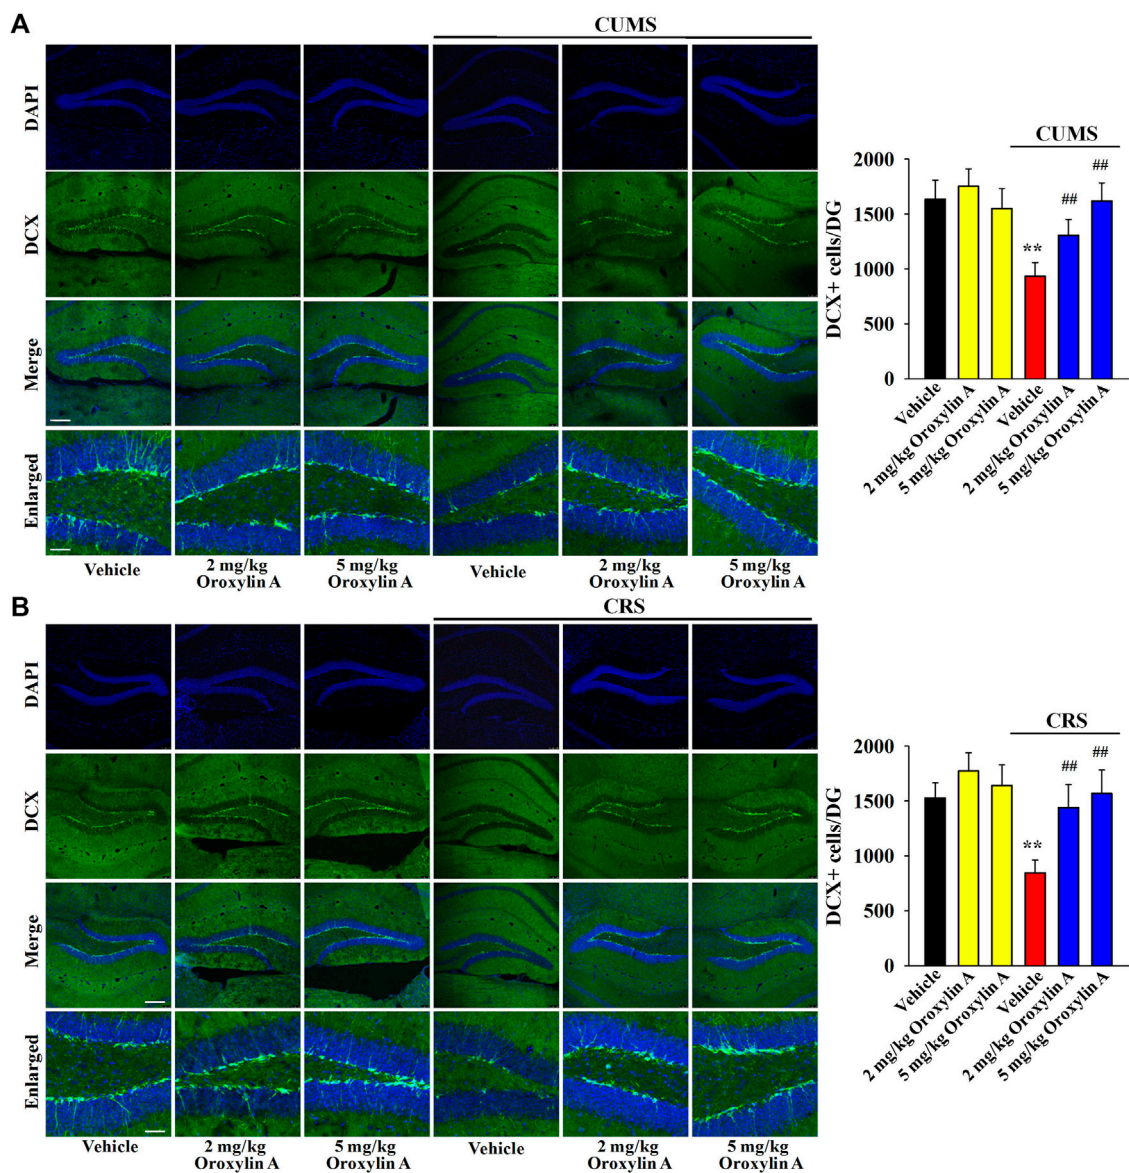 A
CUMS
DAPI
DCX
Merge
Enlarged
Vehicle
2 mg/kg
Oroxylin A
5 mg/kg
Oroxylin A
Vehicle
2 mg/kg
Oroxylin A
5 mg/kg
Oroxylin A
CUMS
DCX+ cells/DG
2000
1500
1000
500
0
**
##
##
Vehicle
2 mg/kg Oroxylin A
5 mg/kg Oroxylin A
Vehicle
2 mg/kg Oroxylin A
5 mg/kg Oroxylin A
B
CRS
DAPI
DCX
Merge
Enlarged
Vehicle
2 mg/kg
Oroxylin A
5 mg/kg
Oroxylin A
Vehicle
2 mg/kg
Oroxylin A
5 mg/kg
Oroxylin A
CRS
DCX+ cells/DG
2000
1500
1000
500
0
**
##
##
Vehicle
2 mg/kg Oroxylin A
5 mg/kg Oroxylin A
Vehicle
2 mg/kg Oroxylin A
5 mg/kg Oroxylin A